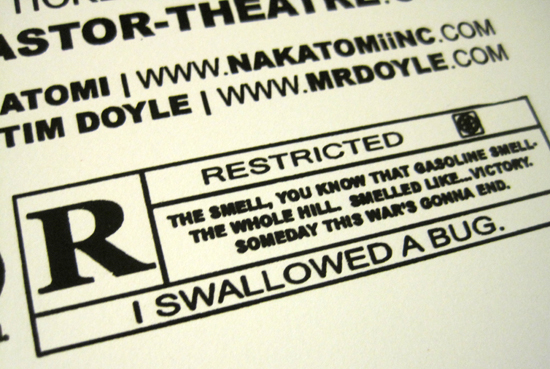 ASTOR-THEATRE.
ATOMI | WWW.NAKATOMiiNC.COM
TIM DOYLE | WWW.MRDOYLE.COM
RESTRICTED
R
THE SMELL, YOU KNOW THAT GASOLINE SMELL-
THE WHOLE HILL. SMELLED LIKE...VICTORY.
SOMEDAY THIS WAR'S GONNA END.
I SWALLOWED A BUG.